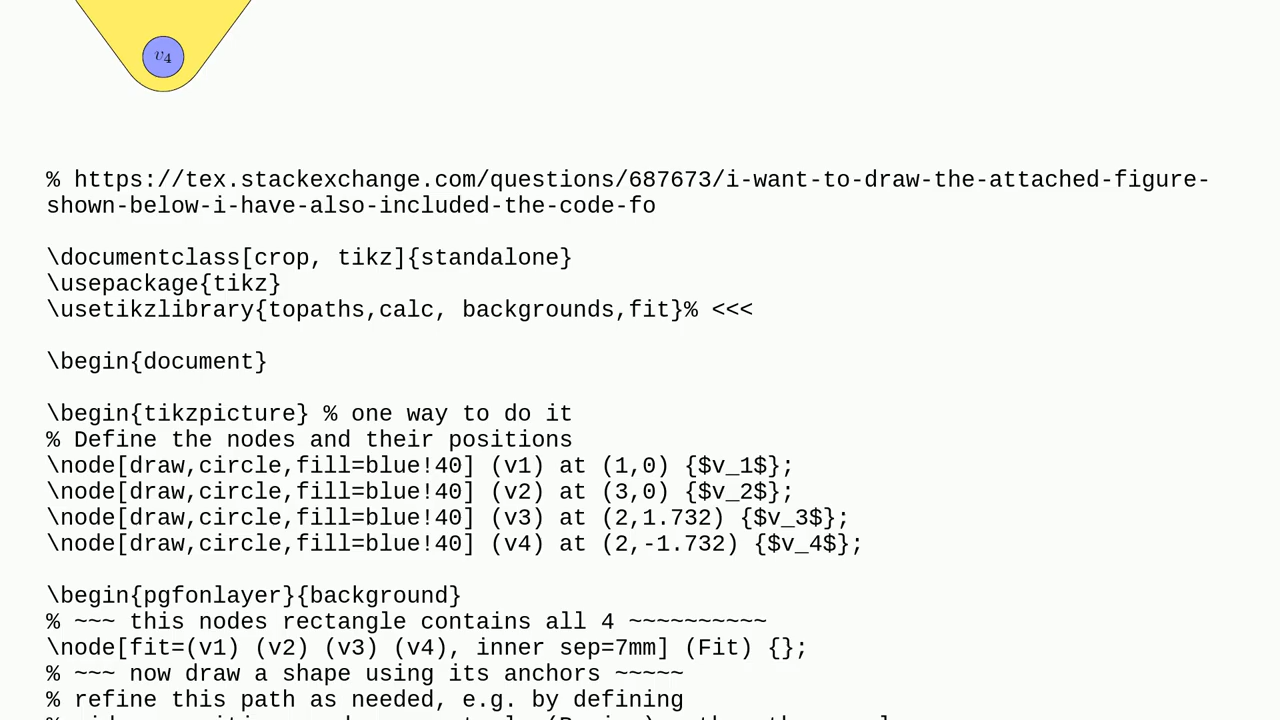 v4
% https://tex.stackexchange.com/questions/687673/i-want-to-draw-the-attached-figure-
shown-below-i-have-also-included-the-code-fo
\documentclass[crop, tikz]{standalone}
\usepackage{tikz}
\usetikzlibrary{topaths,calc, backgrounds,fit}% <<<
\begin{document}
\begin{tikzpicture} % one way to do it
% Define the nodes and their positions
\node[draw,circle,fill=blue!40] (v1) at (1,0) {$v_1$};
\node[draw,circle,fill=blue!40] (v2) at (3,0) {$v_2$};
\node[draw,circle,fill=blue!40] (v3) at (2,1.732) {$v_3$};
\node[draw,circle,fill=blue!40] (v4) at (2,-1.732) {$v_4$};
\begin{pgfonlayer}{background}
% ~~~ this nodes rectangle contains all 4 ~~~~~~~~~~
\node[fit=(v1) (v2) (v3) (v4), inner sep=7mm] (Fit) {};
% ~~~ now draw a shape using its anchors ~~~~~
% refine this path as needed, e.g. by defining